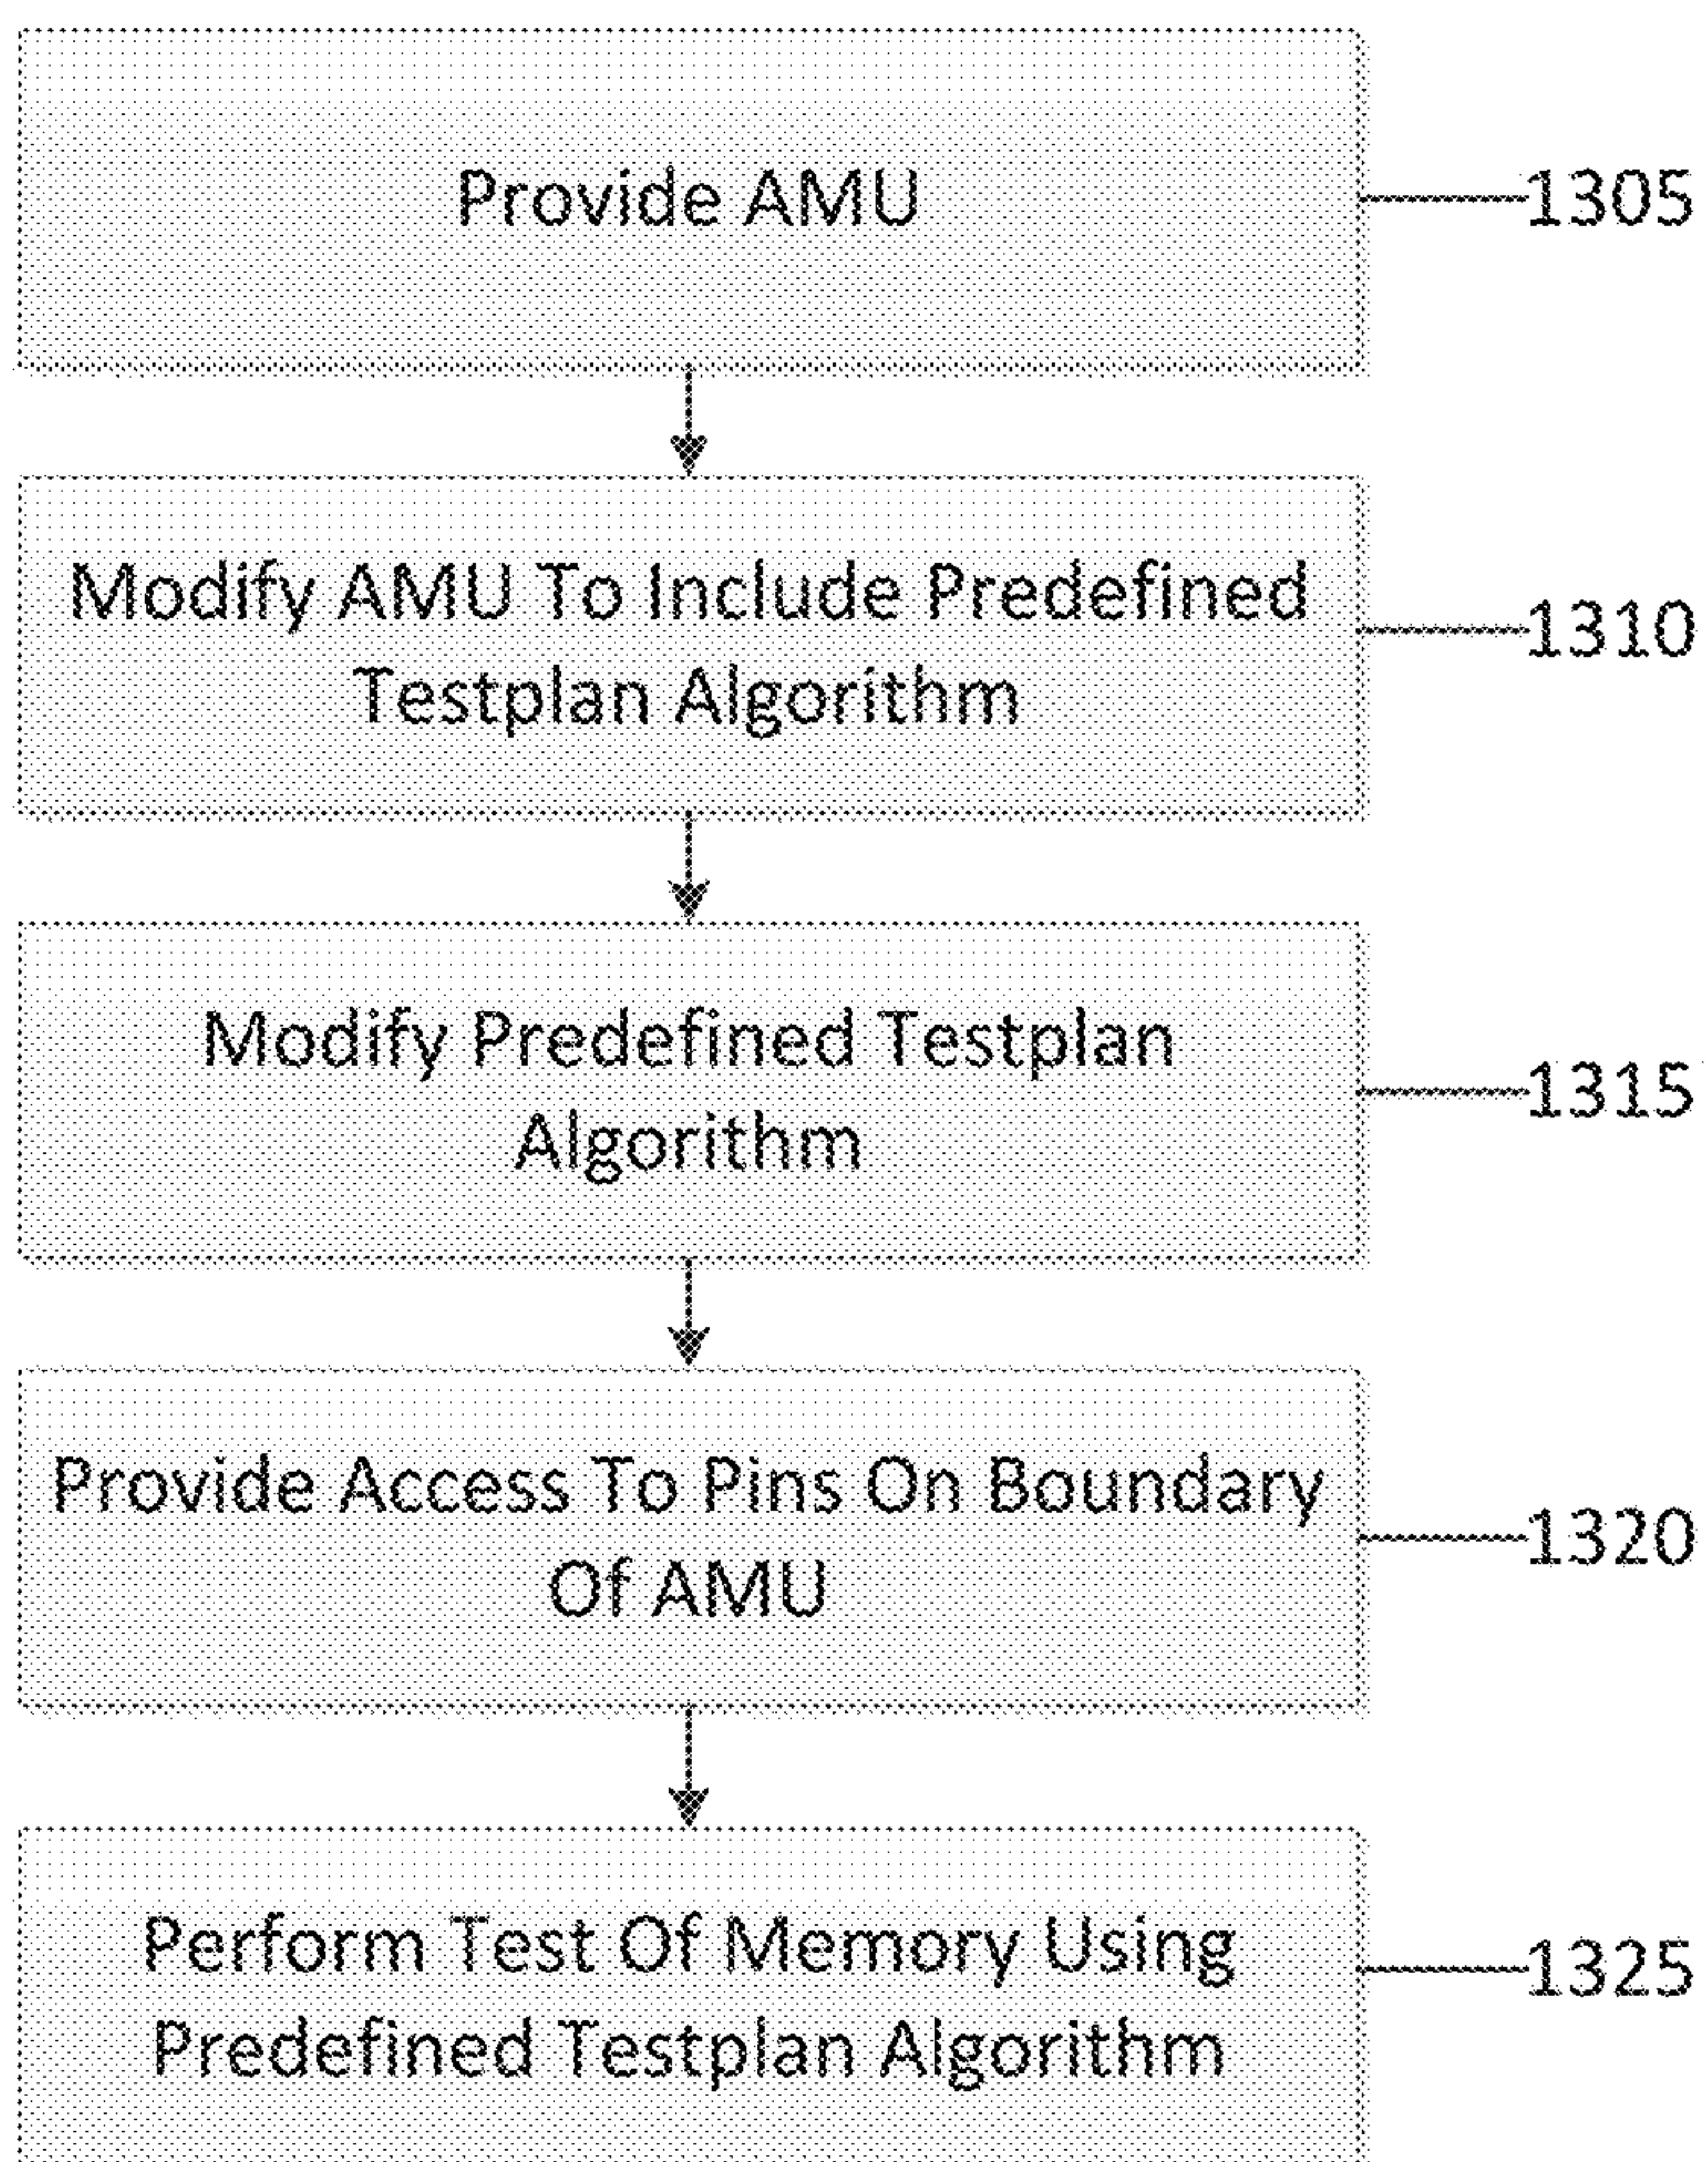 Provide AMU
1305
Modify AMU To Include Predefined
Testplan Algorithm
1310
Modify Predefined Testplan
Algorithm
1315
Provide Access To Pins On Boundary
Of AMU
1320
Perform Test Of Memory Using
Predefined Testplan Algorithm
1325